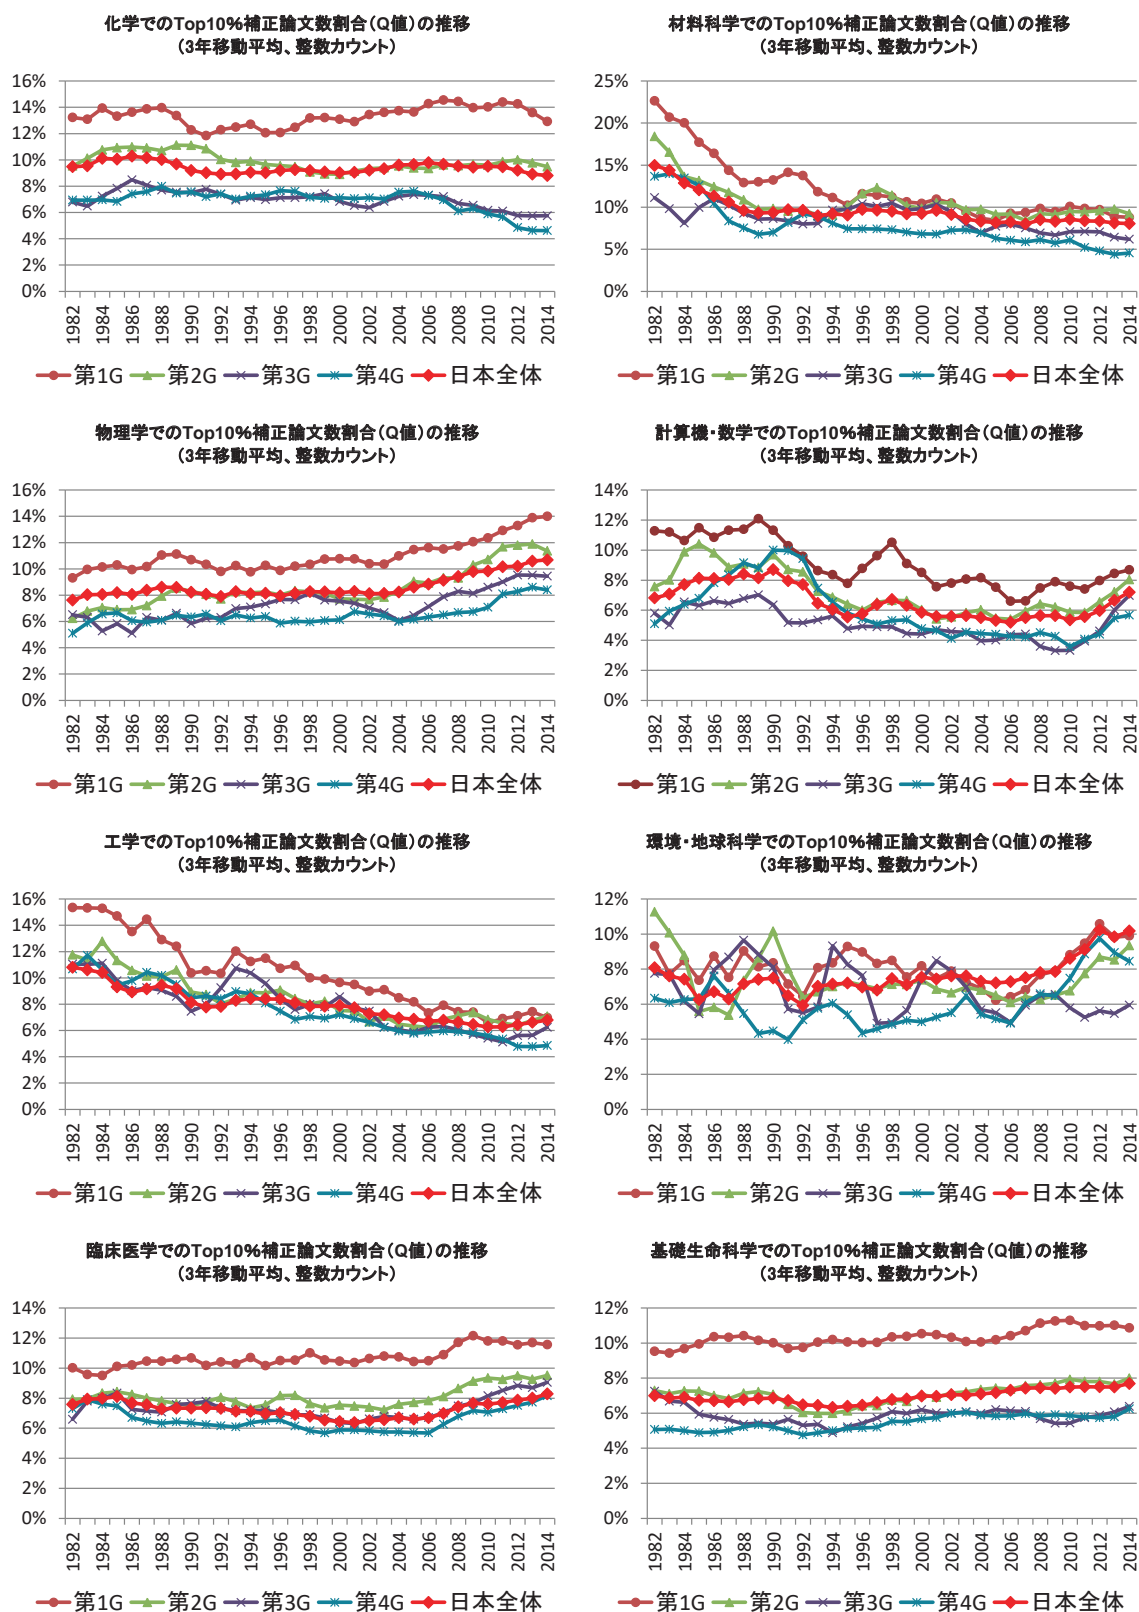 化学でのTop10%補正論文数割合(Q値)の推移
(3年移動平均、整数カウント)
16%
14%
12%
10%
8%
6%
4%
2%
0%
1982 1984 1986 1988 1990 1992 1994 1996 1998 2000 2002 2004 2006 2008 2010 2012 2014
第1G 第2G 第3G 第4G 日本全体
材料科学でのTop10%補正論文数割合(Q値)の推移
(3年移動平均、整数カウント)
25%
20%
15%
10%
5%
0%
1982 1984 1986 1988 1990 1992 1994 1996 1998 2000 2002 2004 2006 2008 2010 2012 2014
第1G 第2G 第3G 第4G 日本全体
物理学でのTop10%補正論文数割合(Q値)の推移
(3年移動平均、整数カウント)
16%
14%
12%
10%
8%
6%
4%
2%
0%
1982 1984 1986 1988 1990 1992 1994 1996 1998 2000 2002 2004 2006 2008 2010 2012 2014
第1G 第2G 第3G 第4G 日本全体
計算機・数学でのTop10%補正論文数割合(Q値)の推移
(3年移動平均、整数カウント)
14%
12%
10%
8%
6%
4%
2%
0%
1982 1984 1986 1988 1990 1992 1994 1996 1998 2000 2002 2004 2006 2008 2010 2012 2014
第1G 第2G 第3G 第4G 日本全体
工学でのTop10%補正論文数割合(Q値)の推移
(3年移動平均、整数カウント)
16%
14%
12%
10%
8%
6%
4%
2%
0%
1982 1984 1986 1988 1990 1992 1994 1996 1998 2000 2002 2004 2006 2008 2010 2012 2014
第1G 第2G 第3G 第4G 日本全体
環境・地球科学でのTop10%補正論文数割合(Q値)の推移
(3年移動平均、整数カウント)
12%
10%
8%
6%
4%
2%
0%
1982 1984 1986 1988 1990 1992 1994 1996 1998 2000 2002 2004 2006 2008 2010 2012 2014
第1G 第2G 第3G 第4G 日本全体
臨床医学でのTop10%補正論文数割合(Q値)の推移
(3年移動平均、整数カウント)
14%
12%
10%
8%
6%
4%
2%
0%
1982 1984 1986 1988 1990 1992 1994 1996 1998 2000 2002 2004 2006 2008 2010 2012 2014
第1G 第2G 第3G 第4G 日本全体
基礎生命科学でのTop10%補正論文数割合(Q値)の推移
(3年移動平均、整数カウント)
12%
10%
8%
6%
4%
2%
0%
1982 1984 1986 1988 1990 1992 1994 1996 1998 2000 2002 2004 2006 2008 2010 2012 2014
第1G 第2G 第3G 第4G 日本全体